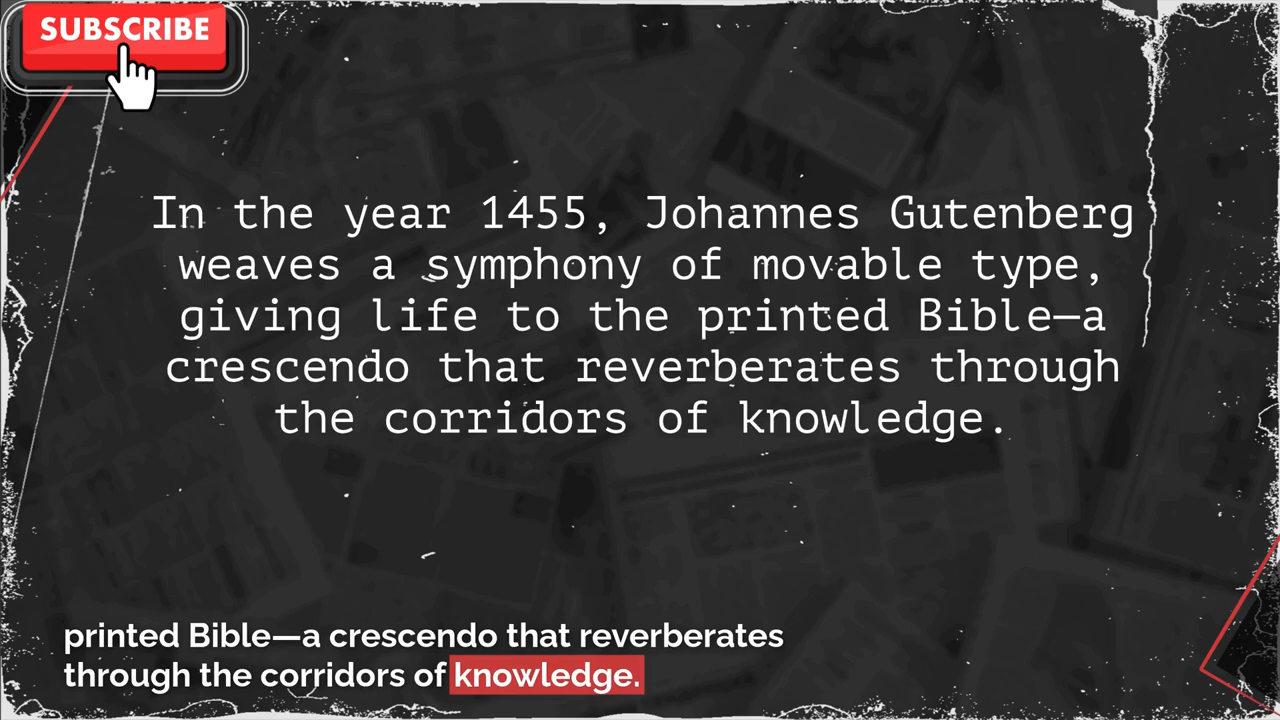 SUBSCRIBE
In the year 1455, Johannes Gutenberg
weaves a symphony of movable type,
giving life to the printed Bible—a
crescendo that reverberates through
the corridors of knowledge.
printed Bible—a crescendo that reverberates
through the corridors of knowledge.